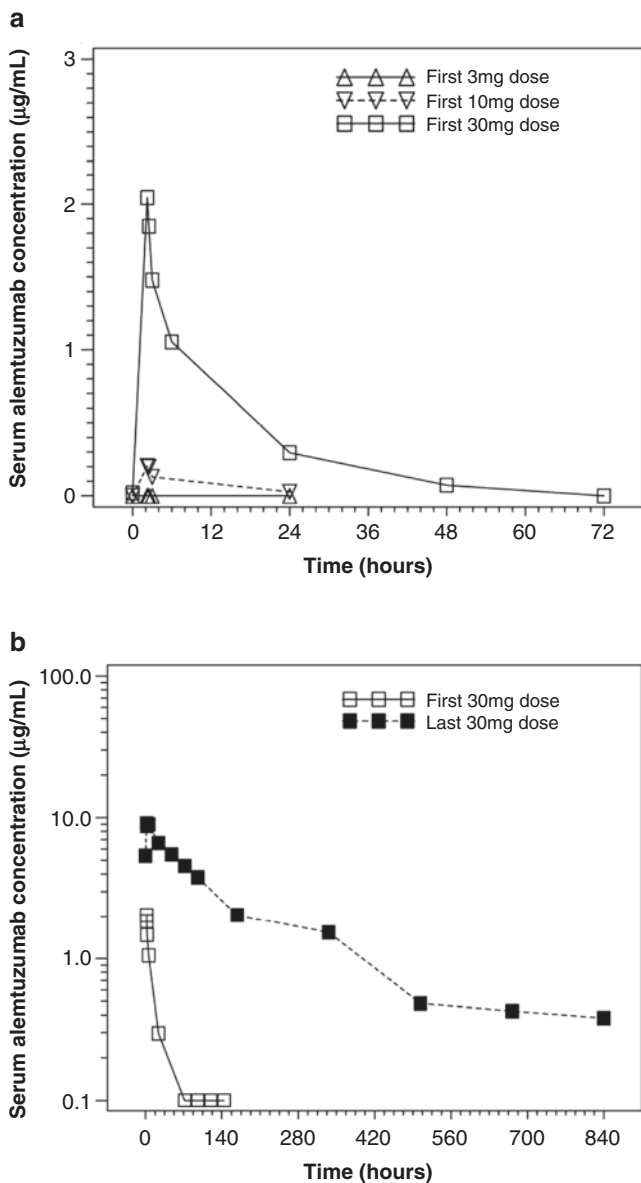 a
Serum alemtuzumab concentration (μg/mL)
3
2
1
0
First 3mg dose
First 10mg dose
First 30mg dose
0 12 24 36 48 60 72
Time (hours)
b
Serum alemtuzumab concentration (μg/mL)
100.0
10.0
1.0
0.1
First 30mg dose
Last 30mg dose
0 140 280 420 560 700 840
Time (hours)